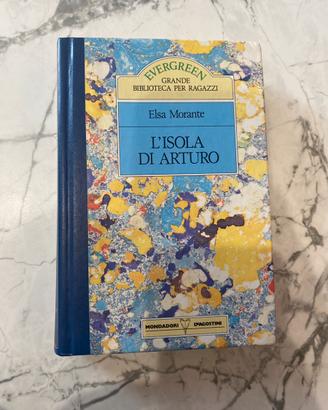 EVERGREEN
GRANDE
BIBLIOTECA PER RAGAZZI
Elsa Morante
L'ISOLA
DI ARTURO
MONDADORI DeAGOSTINI